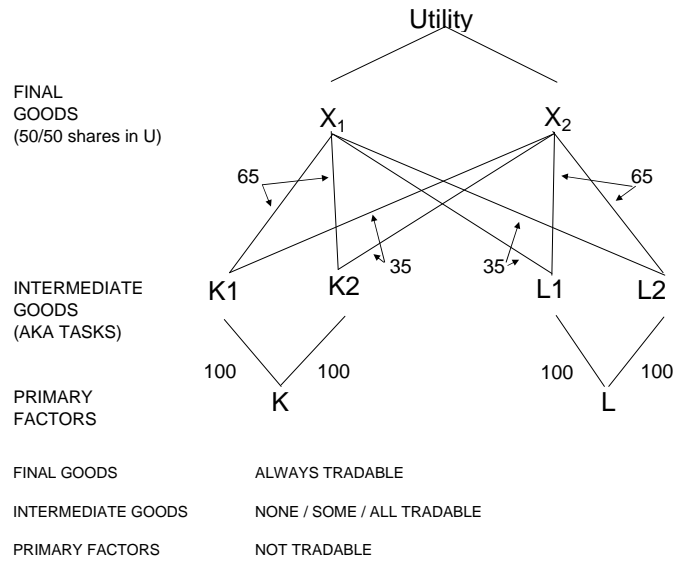 Utility
FINAL
GOODS
(50/50 shares in U)
X1
X2
65
65
35
35
K1
K2
L1
L2
INTERMEDIATE
GOODS
(AKA TASKS)
100
100
100
100
PRIMARY
FACTORS
K
L
FINAL GOODS ALWAYS TRADABLE
INTERMEDIATE GOODS NONE / SOME / ALL TRADABLE
PRIMARY FACTORS NOT TRADABLE